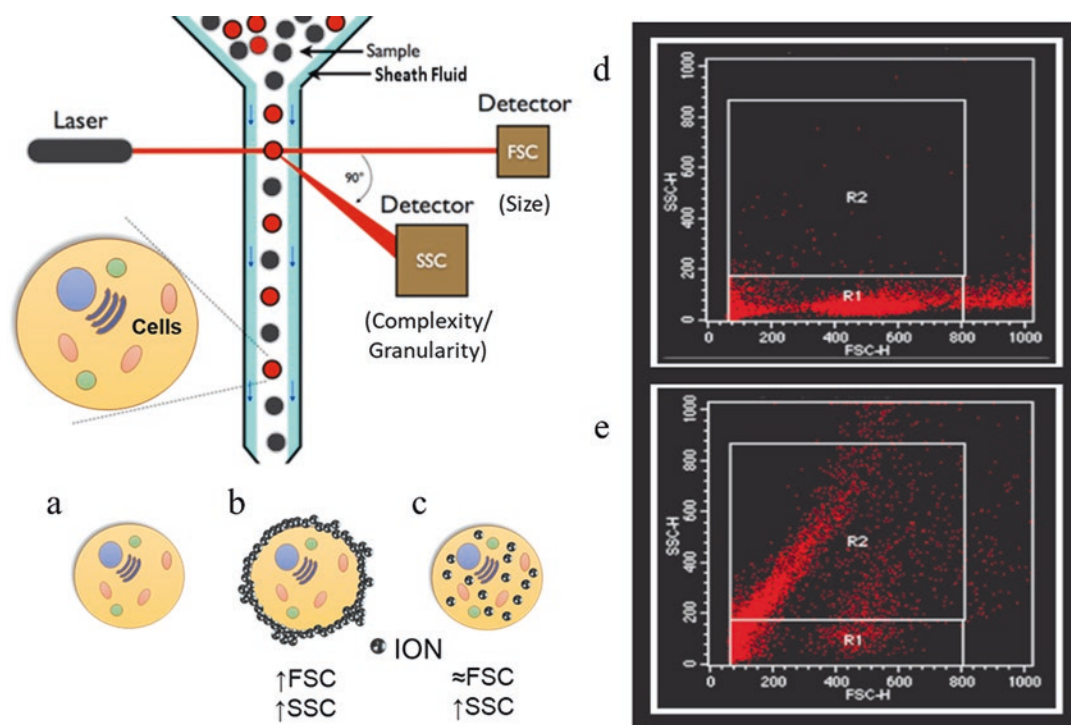 Sample
Sheath Fluid
Laser
Detector
FSC
(Size)
90°
Detector
SSC
(Complexity/
Granularity)
Cells
a
b
c
ION
↑FSC
↑SSC
≈FSC
↑SSC
d
1000
800
600
400
200
0
SSC-H
R2
R1
0
200
400
600
800
1000
FSC-H
e
1000
800
600
400
200
0
SSC-H
R2
R1
0
200
400
600
800
1000
FSC-H